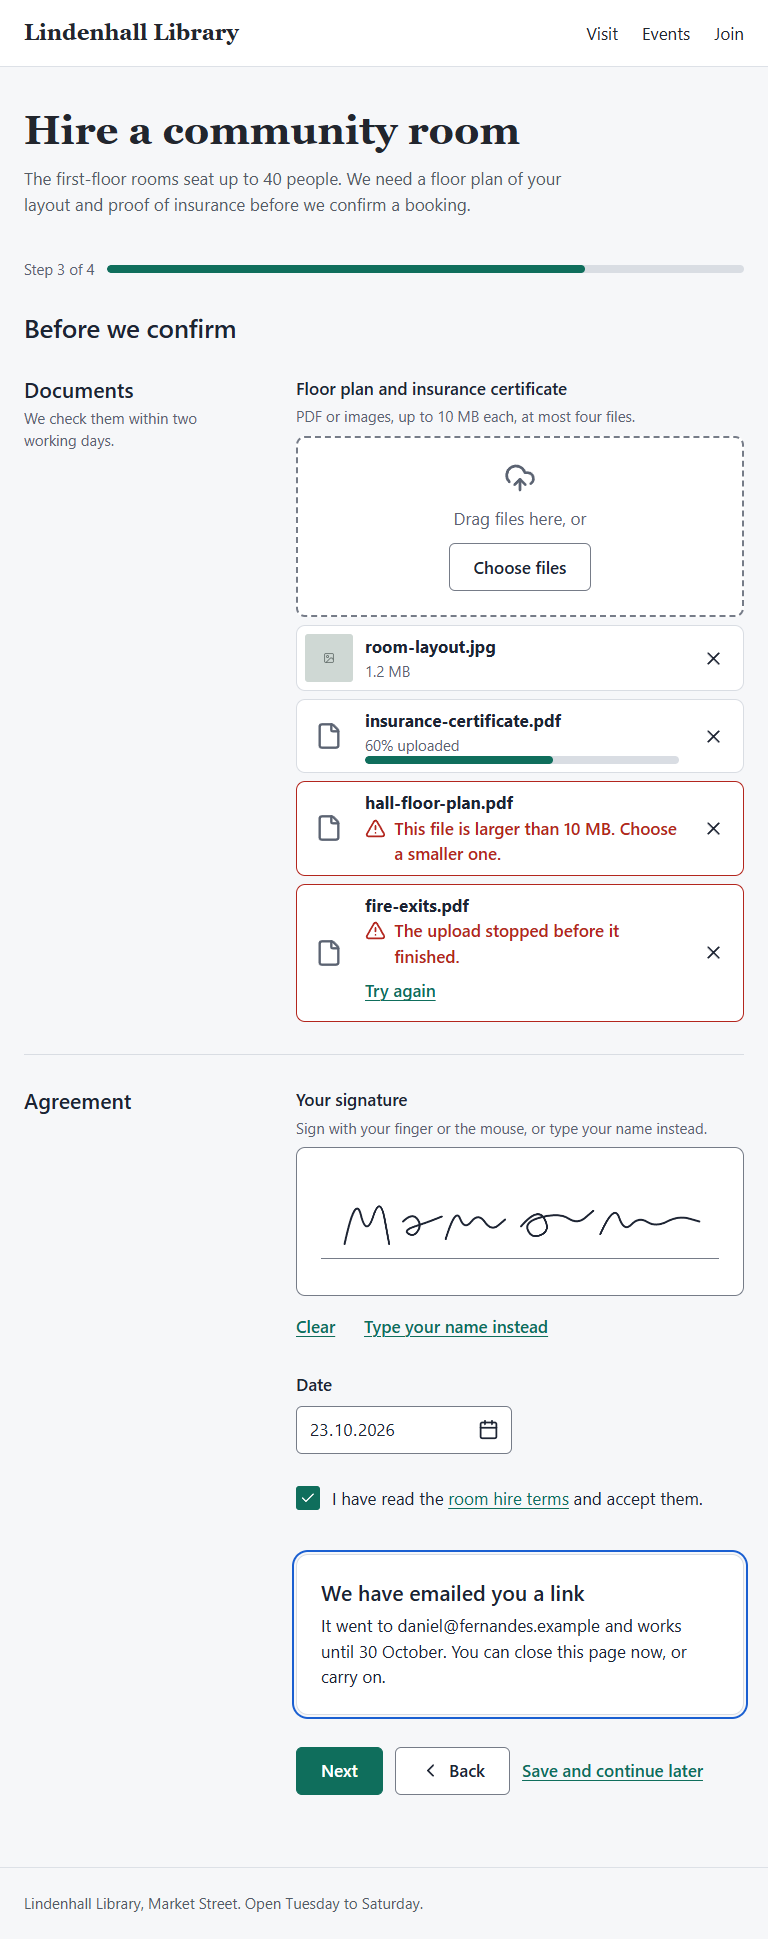 Lindenhall Library
Visit Events Join
Hire a community room
The first-floor rooms seat up to 40 people. We need a floor plan of your
layout and proof of insurance before we confirm a booking.
Step 3 of 4
Before we confirm
Documents
We check them within two
working days.
Floor plan and insurance certificate
PDF or images, up to 10 MB each, at most four files.
Drag files here, or
Choose files
room-layout.jpg
1.2 MB
insurance-certificate.pdf
60% uploaded
hall-floor-plan.pdf
This file is larger than 10 MB. Choose
a smaller one.
fire-exits.pdf
The upload stopped before it
finished.
Try again
Agreement
Your signature
Sign with your finger or the mouse, or type your name instead.
Clear Type your name instead
Date
23.10.2026
I have read the room hire terms and accept them.
We have emailed you a link
It went to daniel@fernandes.example and works
until 30 October. You can close this page now, or
carry on.
Next Back Save and continue later
Lindenhall Library, Market Street. Open Tuesday to Saturday.